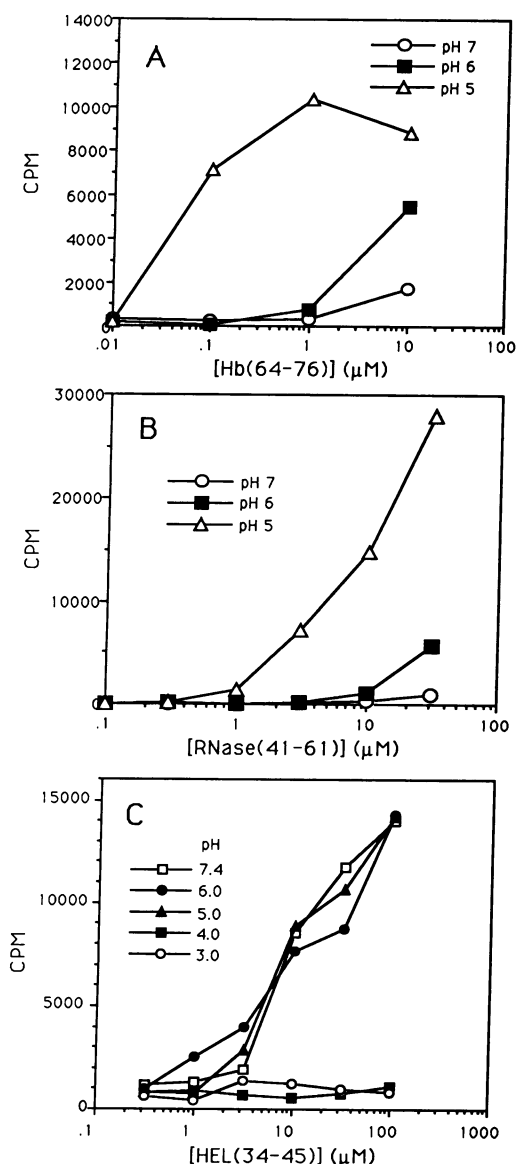 14000
A
pH 7
12000
pH 6
10000
pH 5
8000
CPM
6000
4000
2000
0
.01 .1 1 10 100
[Hb(64-76)] (µM)
30000
B
pH 7
20000
pH 6
pH 5
CPM
10000
0
.1 1 10 100
[RNase(41-61)] (µM)
15000
C
pH
7.4
6.0
10000
5.0
4.0
CPM
3.0
5000
0
.1 1 10 100 1000
[HEL(34-45)] (µM)